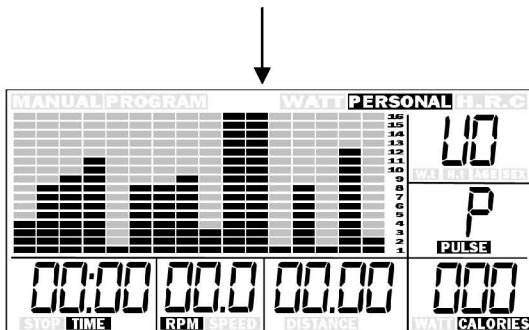 MANUAL PROGRAM WATT PERSONAL H.R.C
16
15
14
13
12
11
10
9
8
7
6
5
4
3
2
1
U0
W.t H.t AGE SEX
P
PULSE
00:00 00.0 00.00 000
STOP TIME RPM SPEED DISTANCE WATT CALORIES